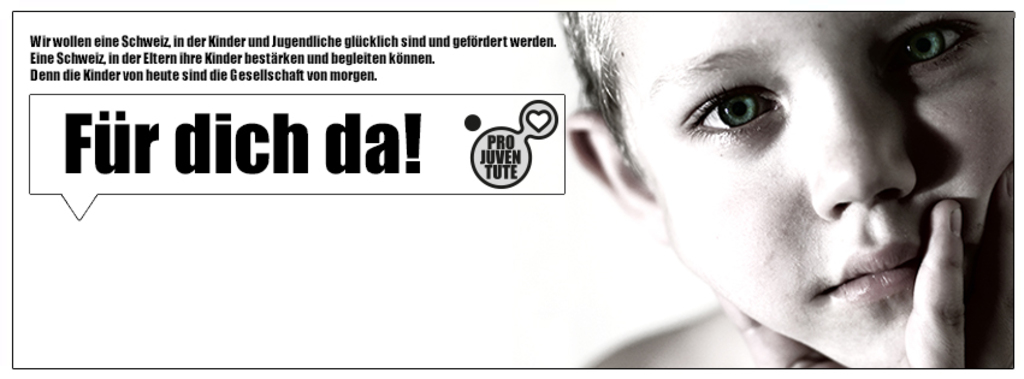 Wir wollen eine Schweiz, in der Kinder und Jugendliche glücklich sind und gefördert werden.
Eine Schweiz, in der Eltern ihre Kinder bestärken und begleiten können.
Denn die Kinder von heute sind die Gesellschaft von morgen.
Für dich da!
PRO
JUVEN
TUTE